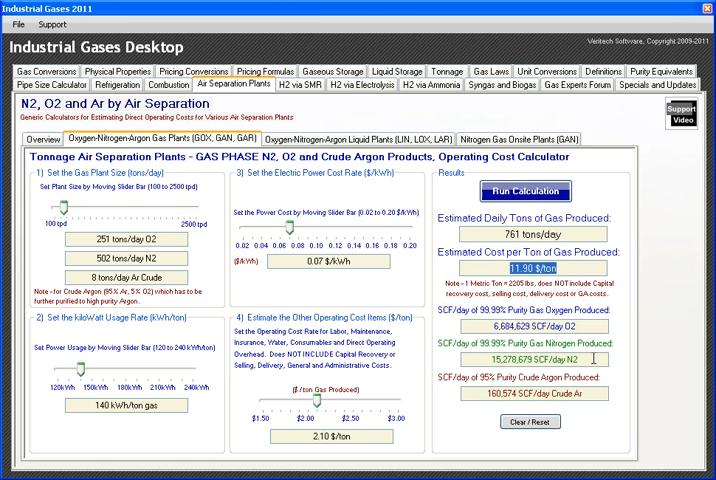 Industrial Gases 2011
File Support
Industrial Gases Desktop
Veritech Software, Copyright 2009-2011
Gas Conversions Physical Properties Pricing Conversions Pricing Formulas Gaseous Storage Liquid Storage Tonnage Gas Laws Unit Conversions Definitions Purity Equivalents
Pipe Size Calculator Refrigeration Combustion Air Separation Plants H2 via SMR H2 via Electrolysis H2 via Ammonia Syngas and Biogas Gas Experts Forum Specials and Updates
N2, O2 and Ar by Air Separation
Generic Calculators for Estimating Direct Operating Costs for Various Air Separation Plants
Support
Video
Overview Oxygen-Nitrogen-Argon Gas Plants (GOX, GAN, GAR) Oxygen-Nitrogen-Argon Liquid Plants (LIN, LOX, LAR) Nitrogen Gas Onsite Plants (GAN)
Tonnage Air Separation Plants - GAS PHASE N2, O2 and Crude Argon Products, Operating Cost Calculator
1) Set the Gas Plant Size (tons/day)
Set Plant Size by Moving Slider Bar (100 to 2500 tpd)
100 tpd 2500 tpd
251 tons/day O2
502 tons/day N2
8 tons/day Ar Crude
Note - for Crude Argon (95% Ar, 5% O2) which has to be
further purified to high purity Argon.
2) Set the kiloWatt Usage Rate (kWh/ton)
Set Power Usage by Moving Slider Bar (120 to 240 kWh/ton)
120kWh 150kWh 180kWh 210kWh 240kWh
140 kWh/ton gas
3) Set the Electric Power Cost Rate ($/kWh)
Set the Power Cost by Moving Slider Bar (0.02 to 0.20 $/kWh)
0.02 0.04 0.06 0.08 0.10 0.12 0.14 0.16 0.18 0.20
($/kWh) 0.07 $/kWh
4) Estimate the Other Operating Cost Items ($/ton)
Set the Operating Cost Rate for Labor, Maintenance,
Insurance, Water, Consumables and Direct Operating
Overhead. Does NOT INCLUDE Capital Recovery or
Selling, Delivery, General and Administrative Costs.
($/ton Gas Produced)
$1.50 $2.00 $2.50 $3.00
2.10 $/ton
Results
Run Calculation
Estimated Daily Tons of Gas Produced:
761 tons/day
Estimated Cost per Ton of Gas Produced:
11.90 $/ton
Note - 1 Metric Ton = 2205 lbs, does NOT include Capital
recovery cost, selling cost, delivery cost or GA costs.
SCF/day of 99.99% Purity Gas Oxygen Produced:
6,684,629 SCF/day O2
SCF/day of 99.99% Purity Gas Nitrogen Produced:
15,278,679 SCF/day N2
SCF/day of 95% Purity Crude Argon Produced:
160,574 SCF/day Crude Ar
Clear / Reset